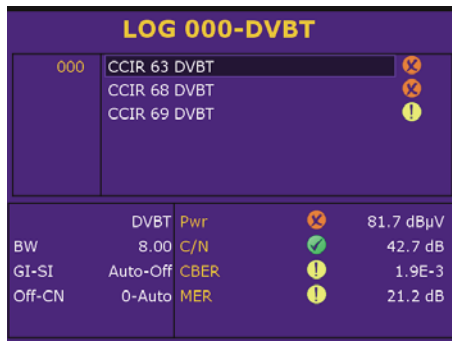 LOG 000-DVBT
000 CCIR 63 DVBT
CCIR 68 DVBT
CCIR 69 DVBT
DVBT Pwr 81.7 dBµV
BW 8.00 C/N 42.7 dB
GI-SI Auto-Off CBER 1.9E-3
Off-CN 0-Auto MER 21.2 dB